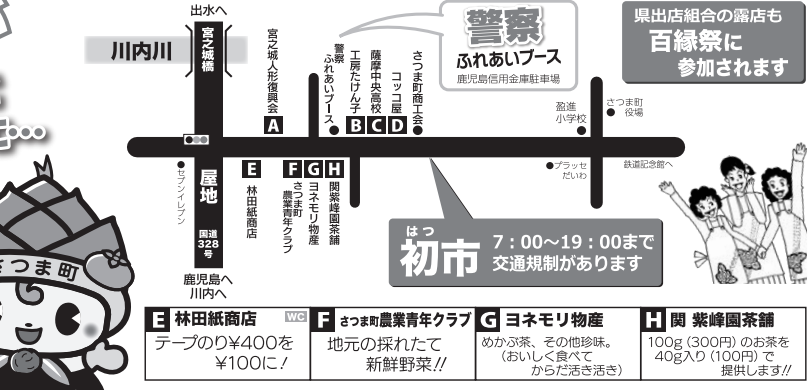 出水へ
川内川
宮之城橋
宮之城人形復興会
A
警察
ふれあいブース
工房たけん子
B
薩摩中央高校
C
コッコ屋
D
さつま町商工会
警察
ふれあいブース
鹿児島信用金庫駐車場
県出店組合の露店も
百縁祭に
参加されます
盈進
小学校
さつま町
役場
セブンイレブン
屋地
国道
328
号
鹿児島へ
川内へ
E
林田紙商店
F
さつま町
農業青年クラブ
G
ヨネモリ物産
H
関紫峰園茶舗
プラッセ
だいわ
鉄道記念館へ
はつ
初市
7：00～19：00まで
交通規制があります
さつま町
E 林田紙商店 WC
テープのり¥400を
¥100に！
F さつま町農業青年クラブ
地元の採れたて
新鮮野菜!!
G ヨネモリ物産
めかぶ茶、その他珍味。
（おいしく食べて
からだ活き活き）
H 関 紫峰園茶舗
100g（300円）のお茶を
40g入り（100円）で
提供します!!